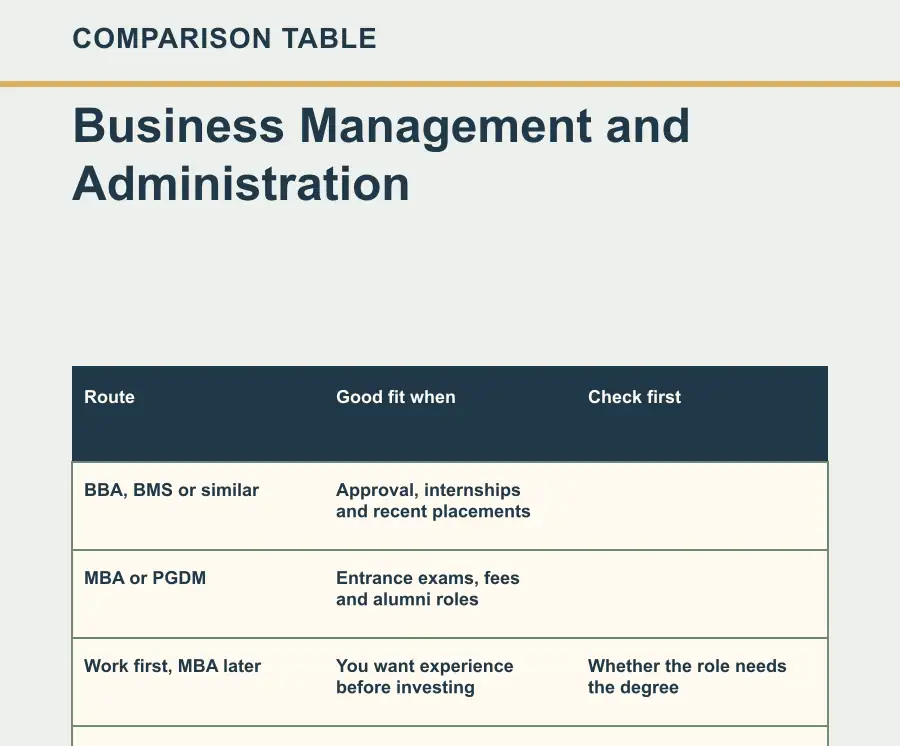 COMPARISON TABLE
Business Management and
Administration
Route Good fit when Check first
BBA, BMS or similar Approval, internships
and recent placements
MBA or PGDM Entrance exams, fees
and alumni roles
Work first, MBA later You want experience Whether the role needs
before investing the degree